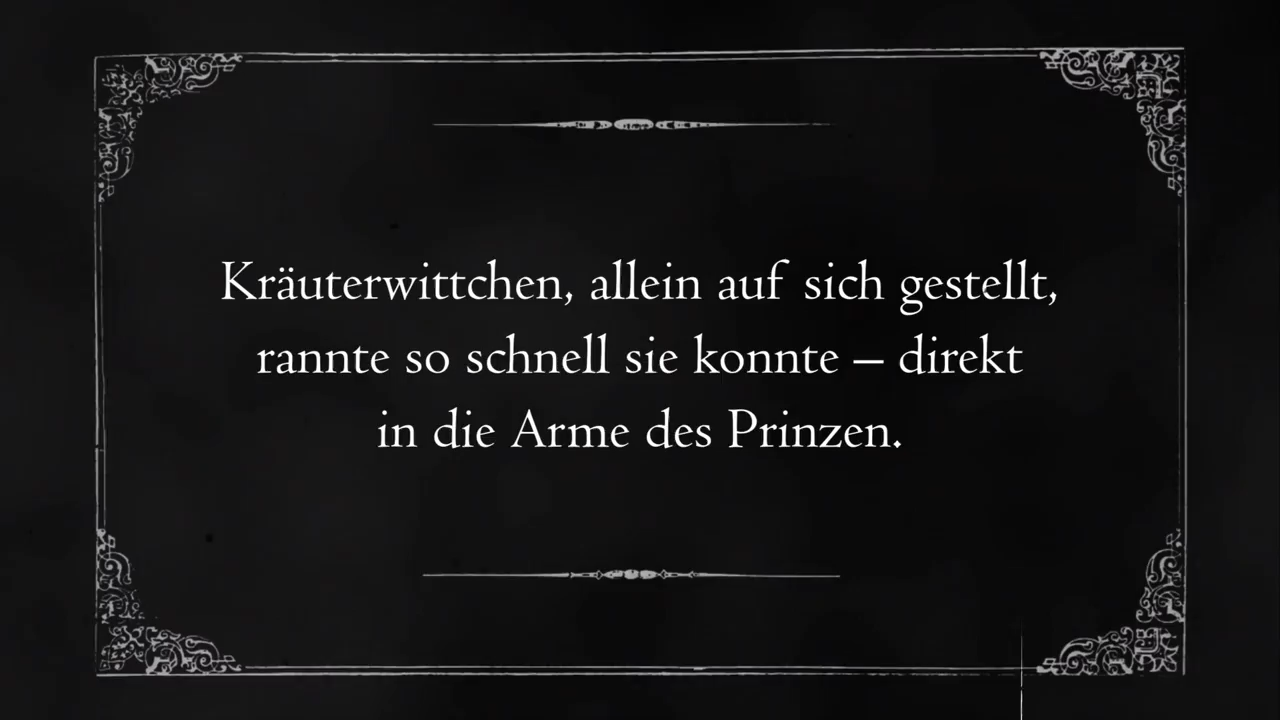 Kräuterwittchen, allein auf sich gestellt,
rannte so schnell sie konnte – direkt
in die Arme des Prinzen.